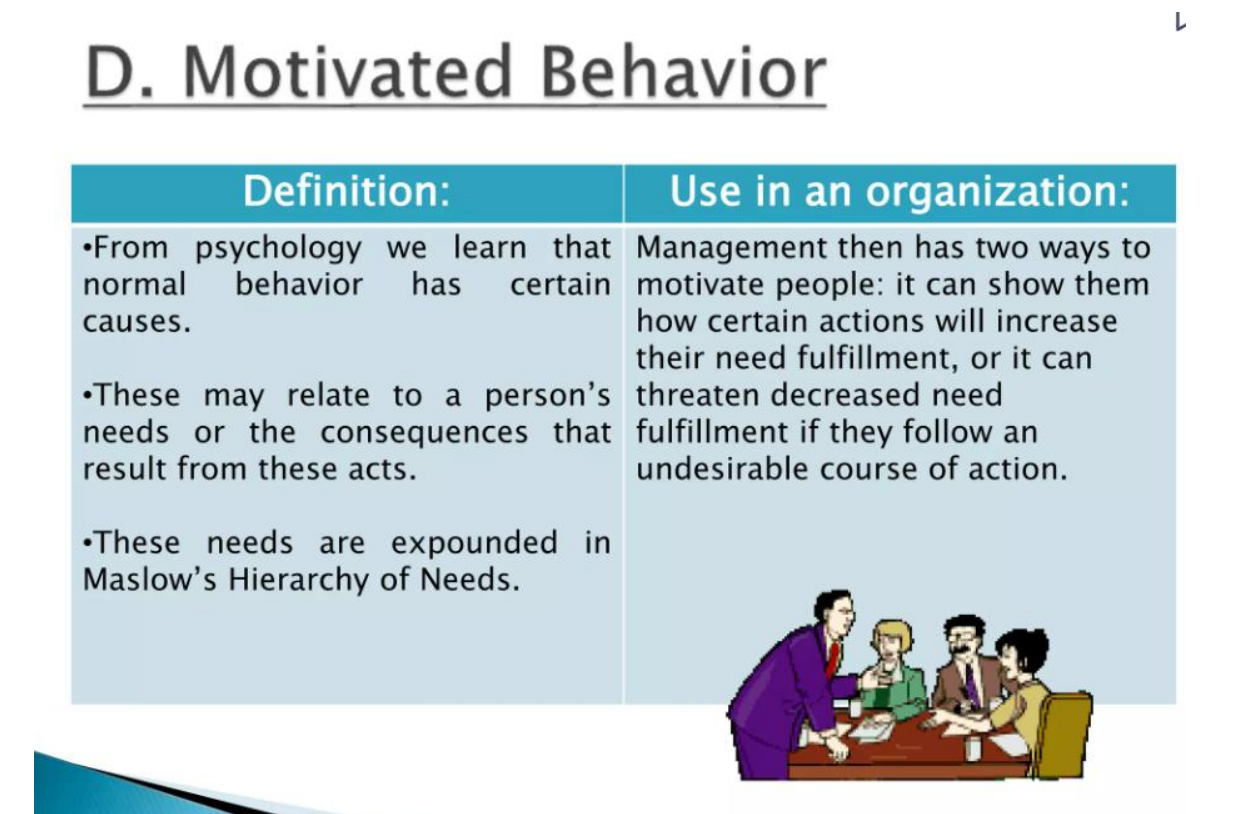 D. Motivated Behavior
Definition:
•From psychology we learn that
normal behavior has certain
causes.
•These may relate to a person's
needs or the consequences that
result from these acts.
•These needs are expounded in
Maslow's Hierarchy of Needs.
Use in an organization:
Management then has two ways to
motivate people: it can show them
how certain actions will increase
their need fulfillment, or it can
threaten decreased need
fulfillment if they follow an
undesirable course of action.